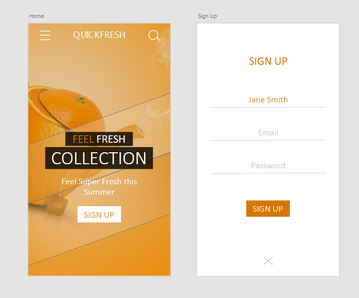 Home
QUICKFRESH
FEEL FRESH
COLLECTION
Feel Super Fresh this
Summer
SIGN UP
Sign Up
SIGN UP
Jane Smith
Email
Password
SIGN UP